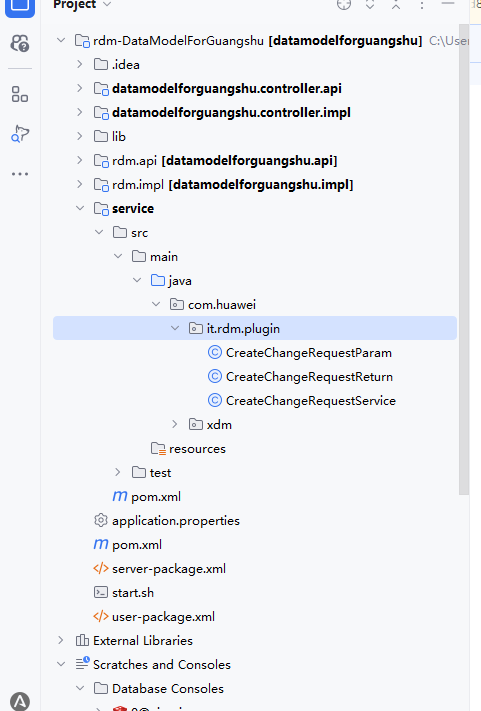 Project
rdm-DataModelForGuangshu [datamodelforguangshu] C:\User
.idea
datamodelforguangshu.controller.api
datamodelforguangshu.controller.impl
lib
rdm.api [datamodelforguangshu.api]
rdm.impl [datamodelforguangshu.impl]
service
src
main
java
com.huawei
it.rdm.plugin
CreateChangeRequestParam
CreateChangeRequestReturn
CreateChangeRequestService
xdm
resources
test
pom.xml
application.properties
pom.xml
server-package.xml
start.sh
user-package.xml
External Libraries
Scratches and Consoles
Database Consoles